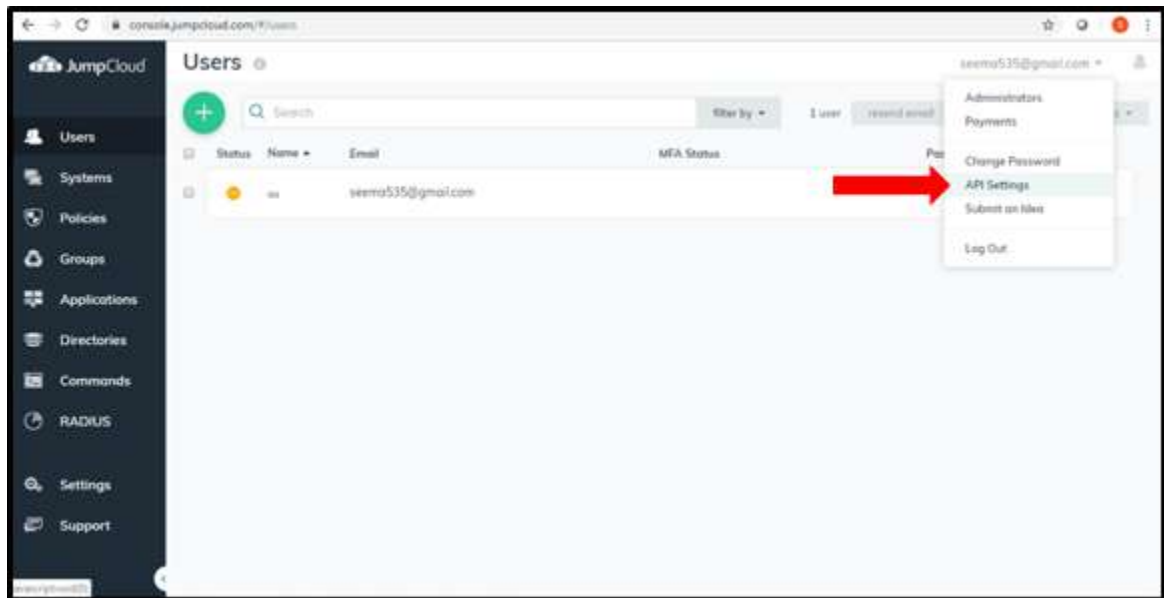 console.jumpcloud.com/#/users
JumpCloud
Users
seema535@gmail.com
Search
filter by
1 user
resend email
Administrators
Payments
Change Password
API Settings
Submit an Idea
Log Out
Status Name Email MFA Status
seema535@gmail.com
Users
Systems
Policies
Groups
Applications
Directories
Commands
RADIUS
Settings
Support